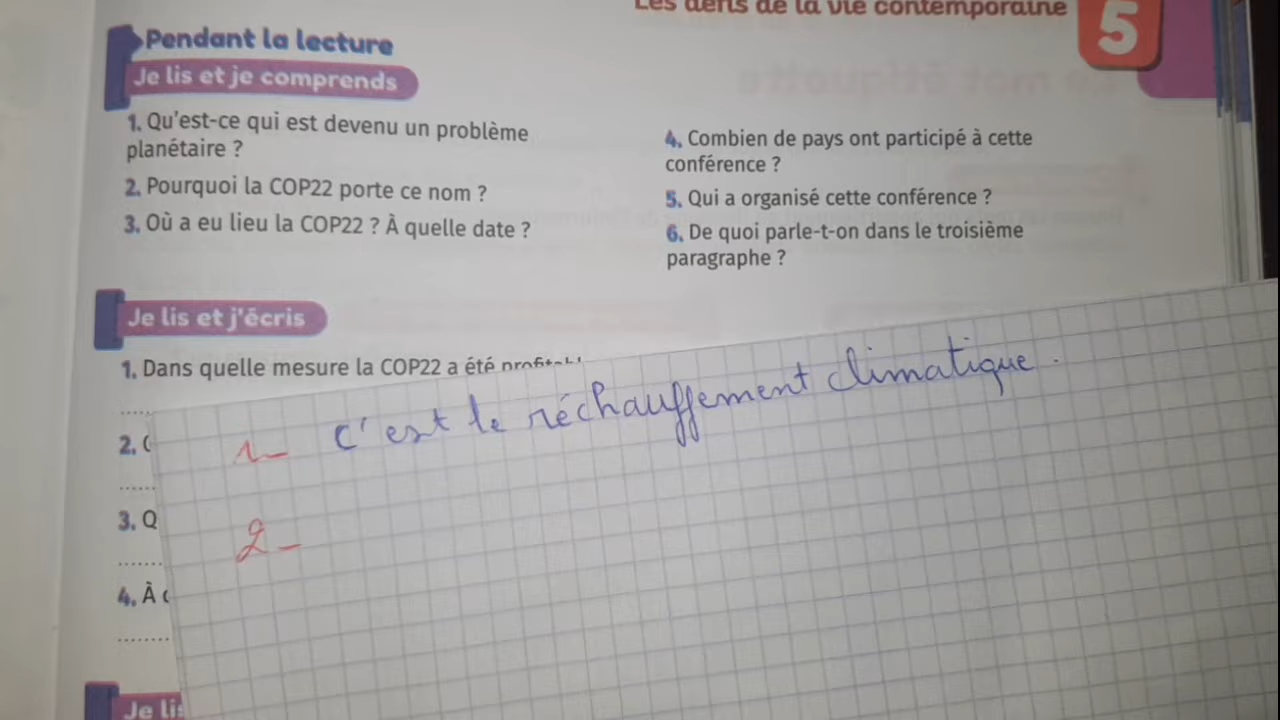 Les défis de la vie contemporaine
5
Pendant la lecture
Je lis et je comprends
1. Qu'est-ce qui est devenu un problème
planétaire ?
2. Pourquoi la COP22 porte ce nom ?
3. Où a eu lieu la COP22 ? À quelle date ?
4. Combien de pays ont participé à cette
conférence ?
5. Qui a organisé cette conférence ?
6. De quoi parle-t-on dans le troisième
paragraphe ?
Je lis et j'écris
1. Dans quelle mesure la COP22 a été
2.
3. Q
4. À
Je lis
1- c'est le réchauffement climatique.
2-